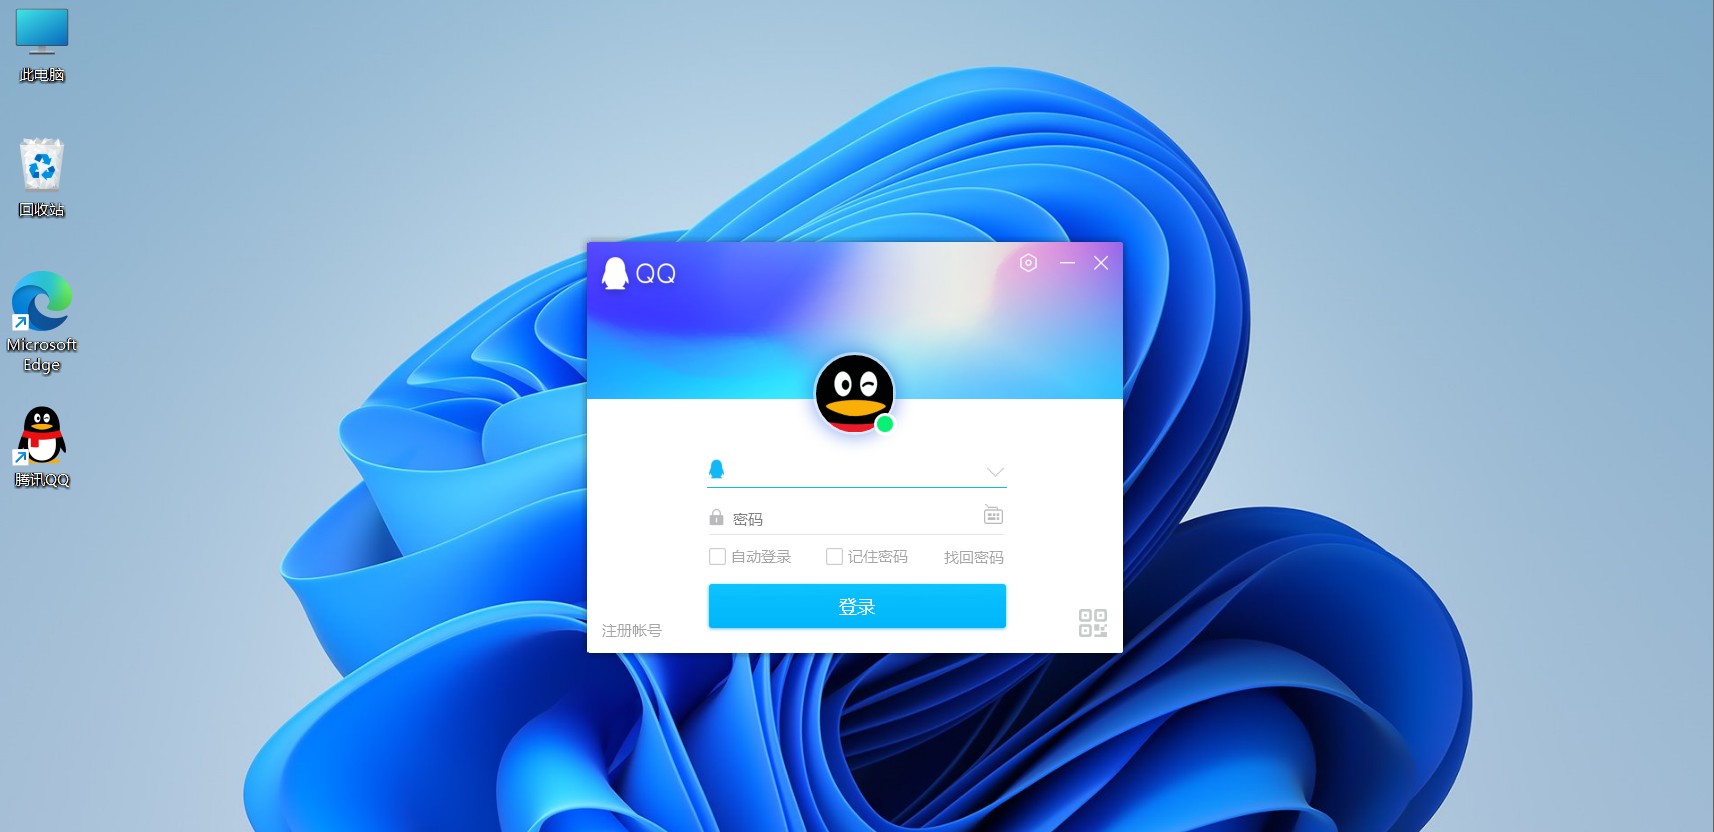 此电脑
回收站
Microsoft
Edge
腾讯QQ
QQ
密码
自动登录
记住密码
找回密码
登录
注册帐号